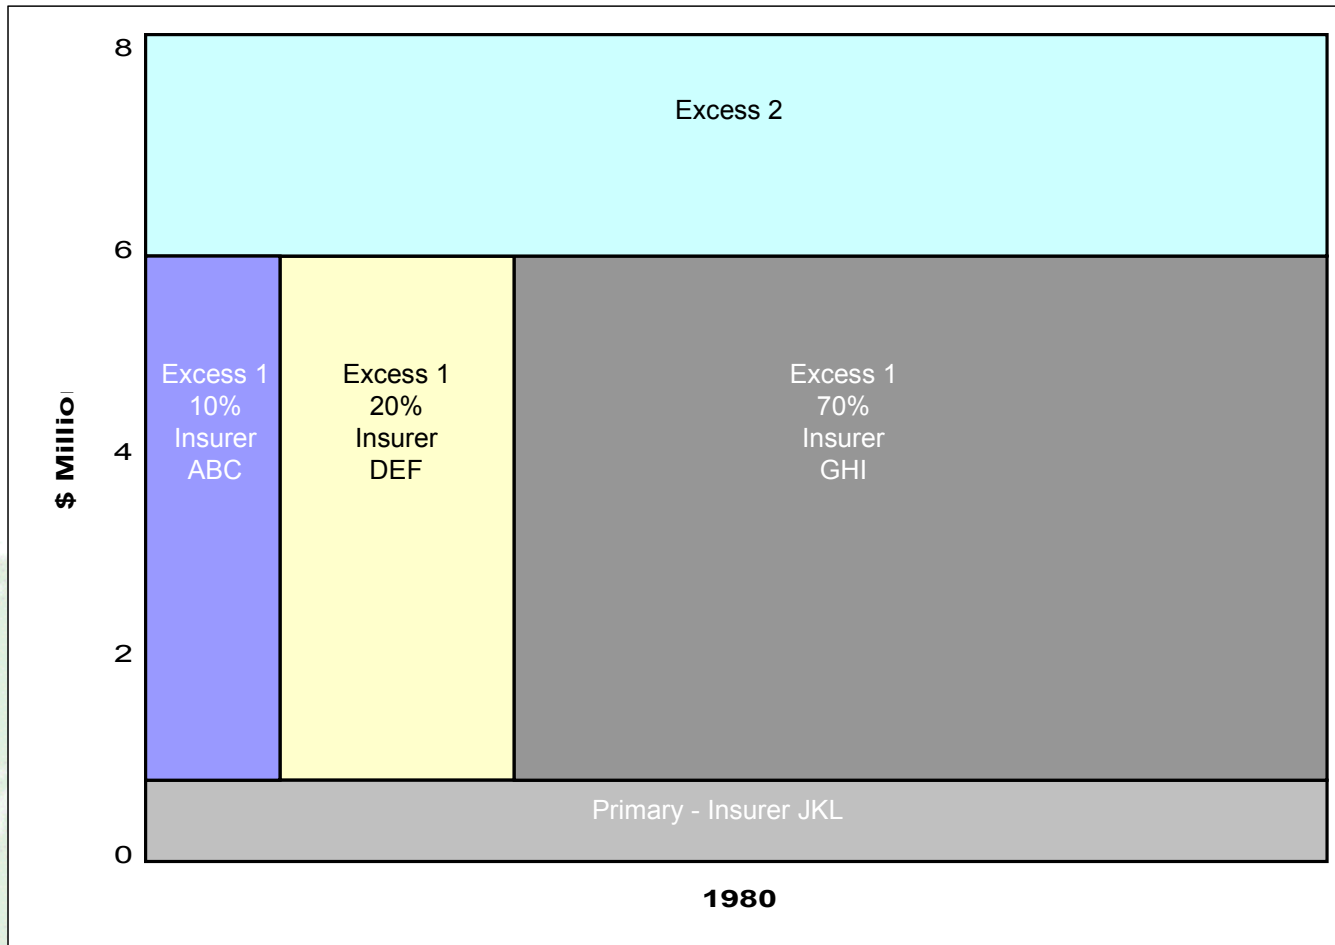 8
Excess 2
6
Excess 1
10%
Insurer
ABC
Excess 1
20%
Insurer
DEF
Excess 1
70%
Insurer
GHI
4
$ Millio
2
Primary - Insurer JKL
0
1980